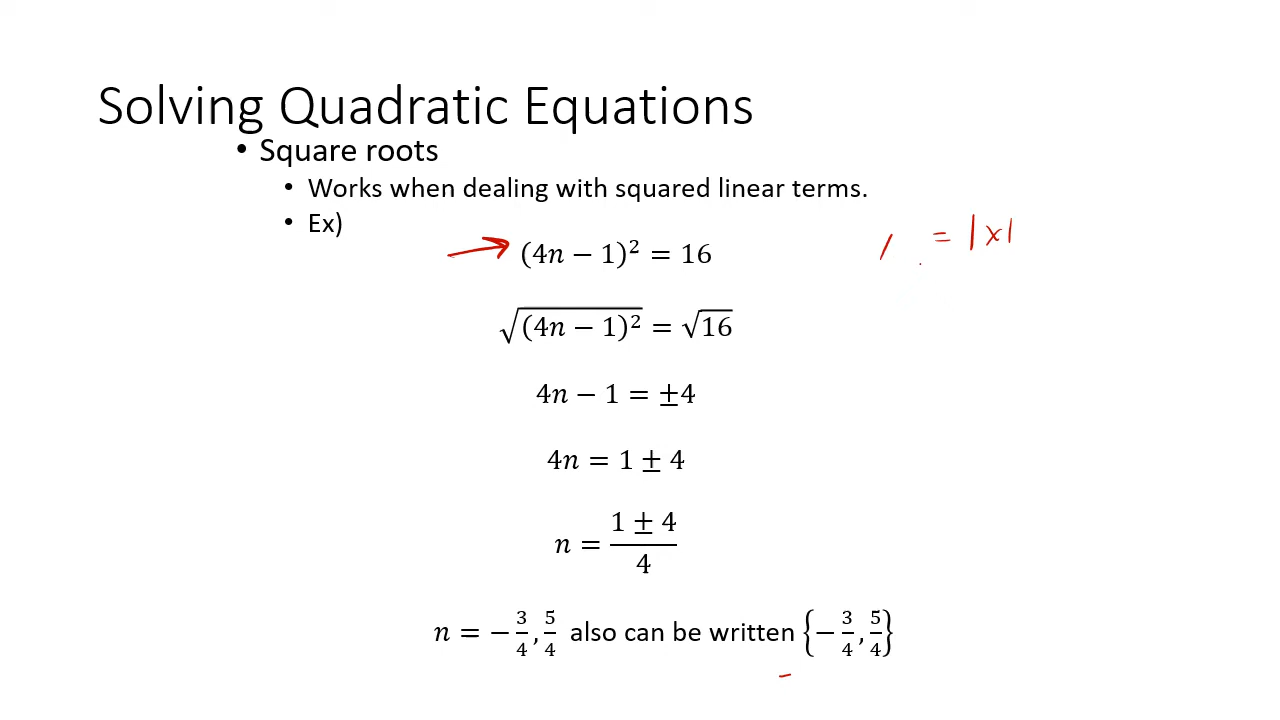 Solving Quadratic Equations
• Square roots
• Works when dealing with squared linear terms.
• Ex)
(4n − 1)² = 16
= |x|
√(4n − 1)² = √16
4n − 1 = ±4
4n = 1 ± 4
n = (1 ± 4)/4
n = −3/4, 5/4 also can be written {−3/4, 5/4}